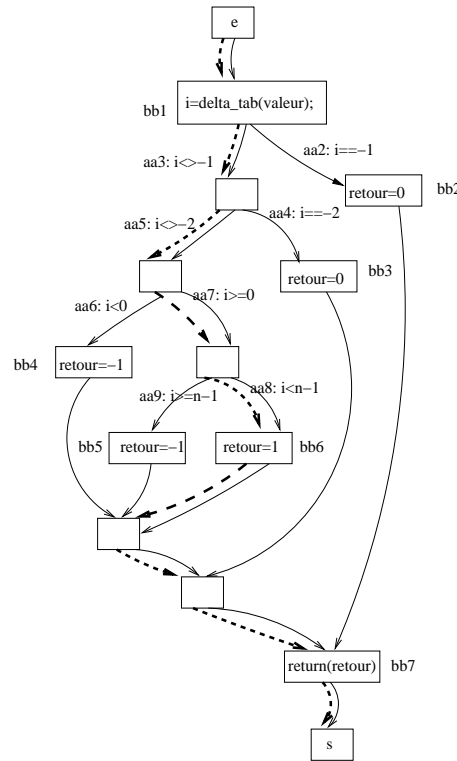 e
bb1
i=delta_tab(valeur);
aa3: i<>−1
aa2: i==−1
retour=0
bb2
aa5: i<>−2
aa4: i==−2
retour=0
bb3
aa6: i<0
aa7: i>=0
bb4
retour=−1
aa9: i>=n−1
aa8: i<n−1
bb5
retour=−1
retour=1
bb6
return(retour)
bb7
s